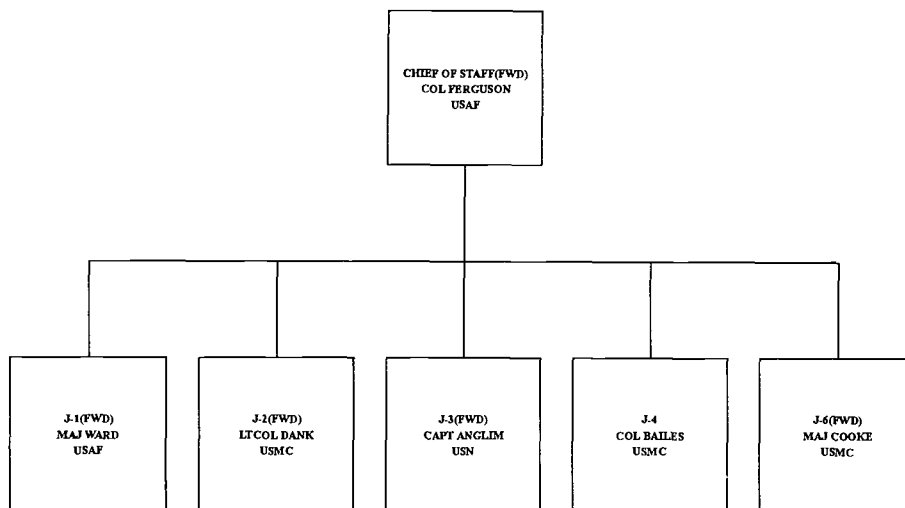 CHIEF OF STAFF(FWD)
COL FERGUSON
USAF
J-1(FWD)
MAJ WARD
USAF
J-2(FWD)
LTCOL DANK
USMC
J-3(FWD)
CAPT ANGLIM
USN
J-4
COL BAILES
USMC
J-6(FWD)
MAJ COOKE
USMC